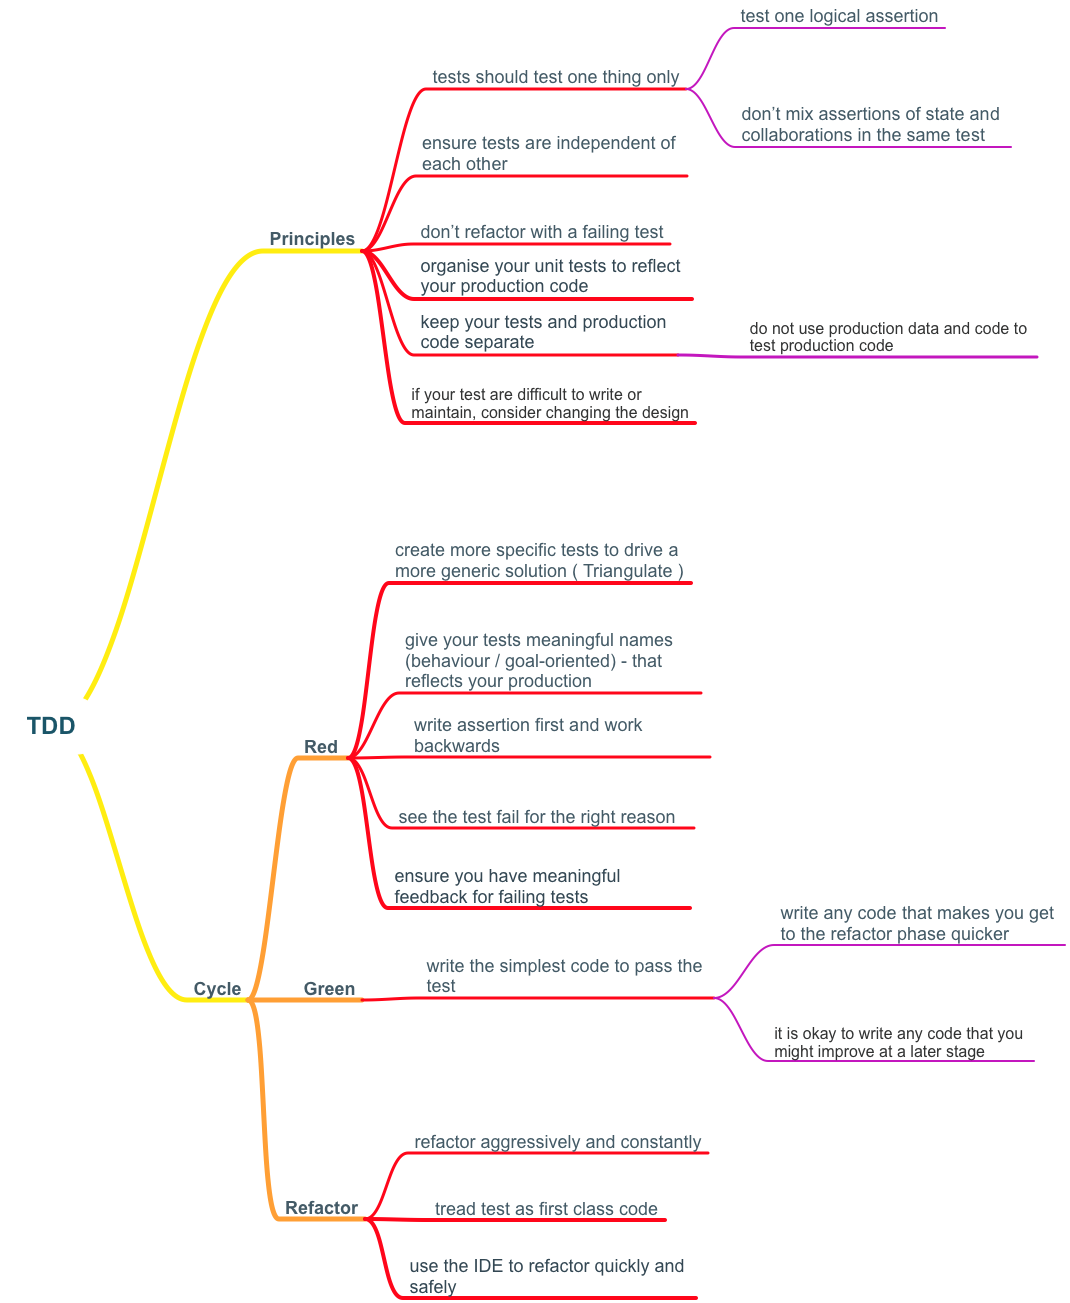 test one logical assertion
tests should test one thing only
don’t mix assertions of state and
collaborations in the same test
ensure tests are independent of
each other
Principles
don’t refactor with a failing test
organise your unit tests to reflect
your production code
keep your tests and production
code separate
do not use production data and code to
test production code
if your test are difficult to write or
maintain, consider changing the design
create more specific tests to drive a
more generic solution ( Triangulate )
give your tests meaningful names
(behaviour / goal-oriented) - that
reflects your production
TDD
Red
write assertion first and work
backwards
see the test fail for the right reason
ensure you have meaningful
feedback for failing tests
Cycle
Green
write the simplest code to pass the
test
write any code that makes you get
to the refactor phase quicker
it is okay to write any code that you
might improve at a later stage
refactor aggressively and constantly
Refactor
tread test as first class code
use the IDE to refactor quickly and
safely